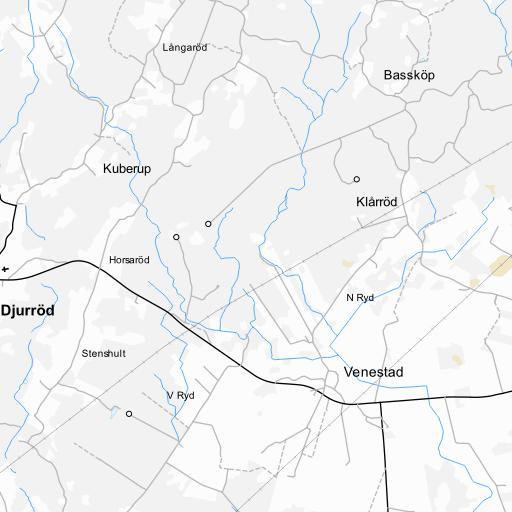 Långaröd
Bassköp
Kuberup
Klårröd
Horsaröd
N Ryd
Djurröd
Stenshult
Venestad
V Ryd